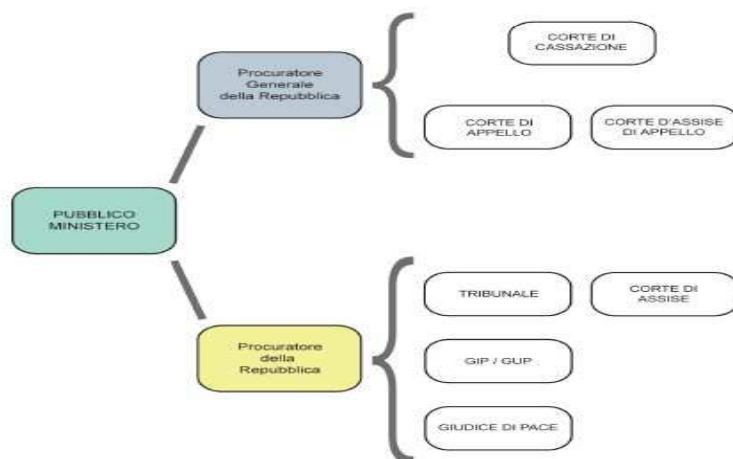 CORTE DI
CASSAZIONE
Procuratore
Generale
della Repubblica
CORTE DI
APPELLO
CORTE D'ASSISE
DI APPELLO
PUBBLICO
MINISTERO
TRIBUNALE
CORTE DI
ASSISE
Procuratore
della
Repubblica
GIP / GUP
GIUDICE DI PACE